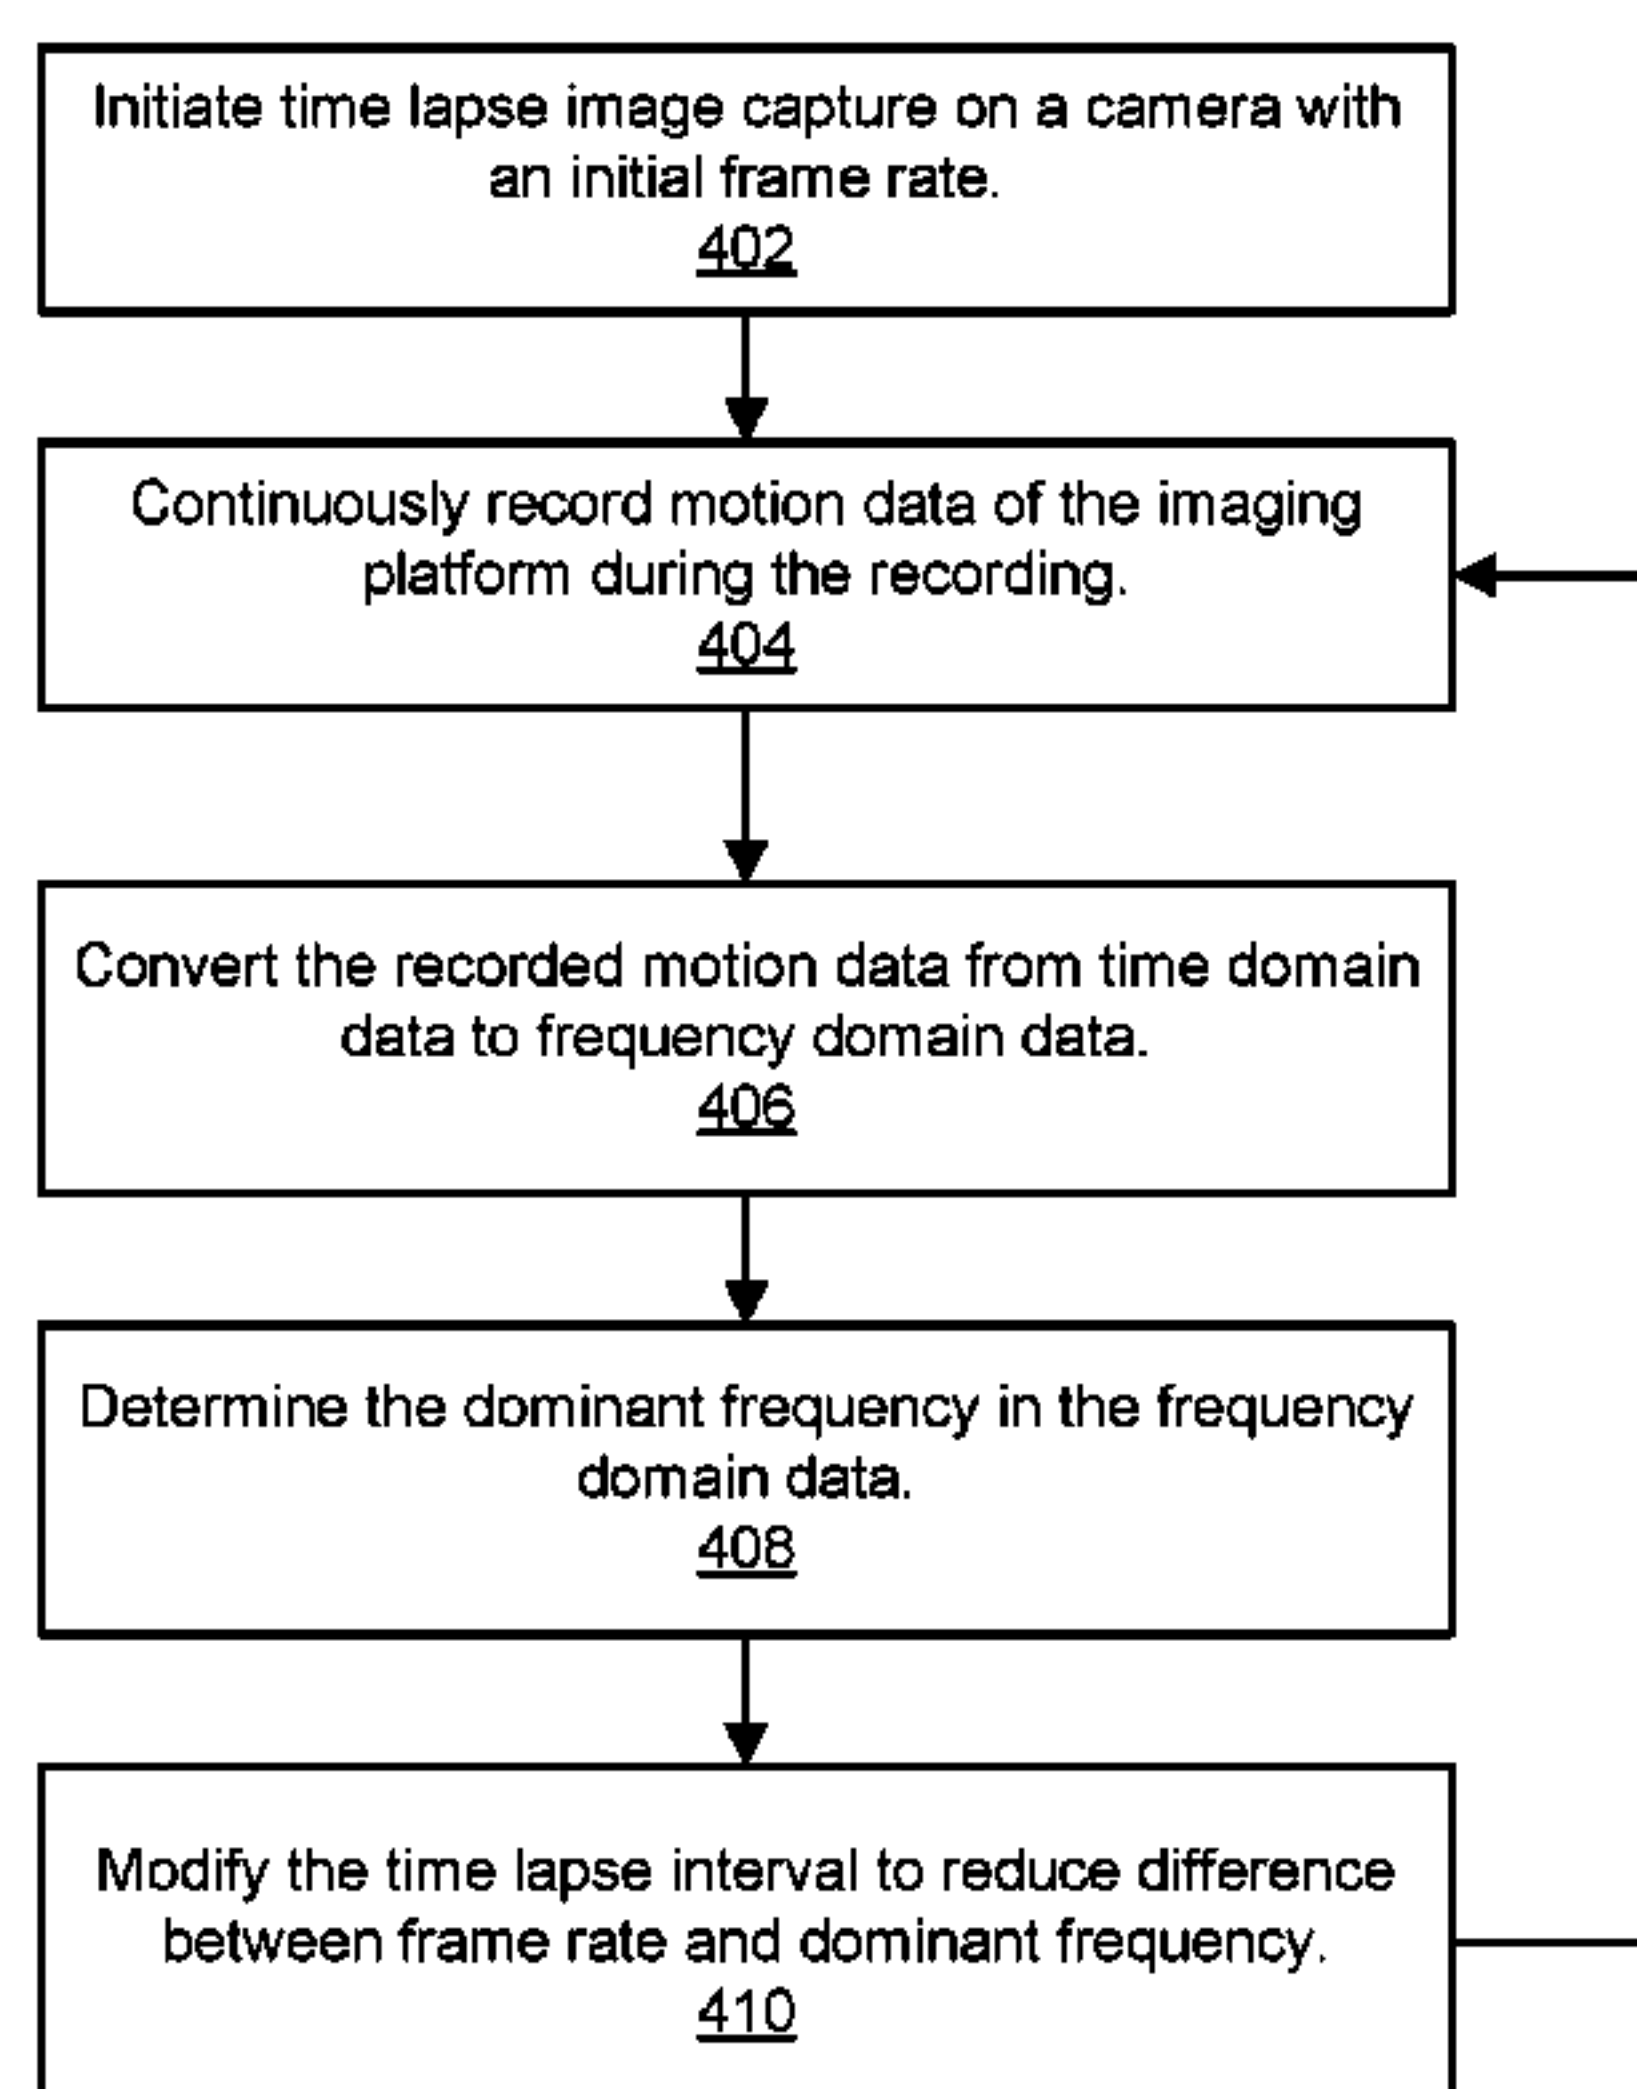 Initiate time lapse image capture on a camera with
an initial frame rate.
402
Continuously record motion data of the imaging
platform during the recording.
404
Convert the recorded motion data from time domain
data to frequency domain data.
406
Determine the dominant frequency in the frequency
domain data.
408
Modify the time lapse interval to reduce difference
between frame rate and dominant frequency.
410